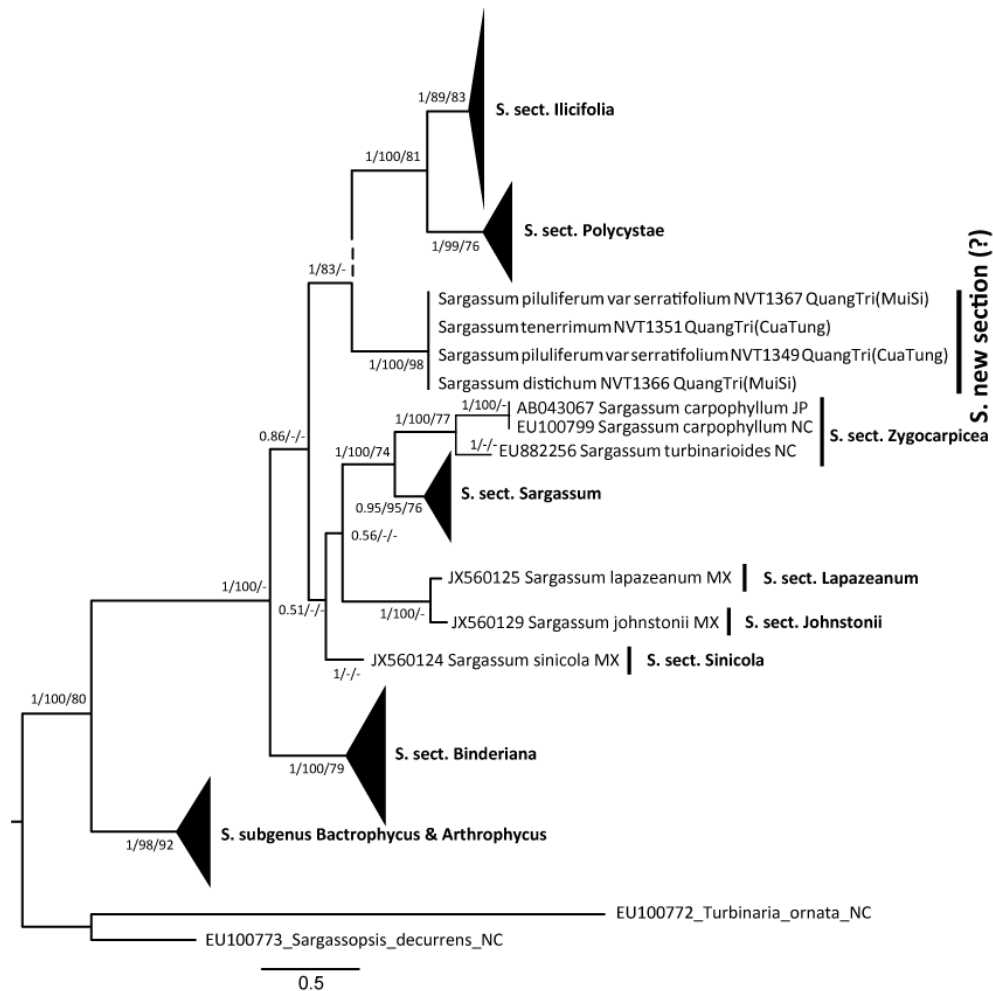 1/89/83
S. sect. Ilicifolia
1/100/81
S. sect. Polycystae
1/99/76
S. new section (?)
1/83/-
Sargassum piluliferum var serratifolium NVT1367 QuangTri(MuiSi)
Sargassum tenerrimum NVT1351 QuangTri(CuaTung)
Sargassum piluliferum var serratifolium NVT1349 QuangTri(CuaTung)
1/100/98
Sargassum distichum NVT1366 QuangTri(MuiSi)
1/100/-
AB043067 Sargassum carpophyllum JP
1/100/77
EU100799 Sargassum carpophyllum NC
S. sect. Zygocarpicea
0.86/-/-
1/-/-
EU882256 Sargassum turbinarioides NC
1/100/74
S. sect. Sargassum
0.95/95/76
0.56/-/-
JX560125 Sargassum lapazeanum MX
S. sect. Lapazeanum
1/100/-
0.51/-/-
1/100/-
JX560129 Sargassum johnstonii MX
S. sect. Johnstonii
JX560124 Sargassum sinicola MX
S. sect. Sinicola
1/-/-
1/100/80
S. sect. Binderiana
1/100/79
S. subgenus Bactrophycus & Arthrophycus
1/98/92
EU100772_Turbinaria_ornata_NC
EU100773_Sargassopsis_decurrens_NC
0.5